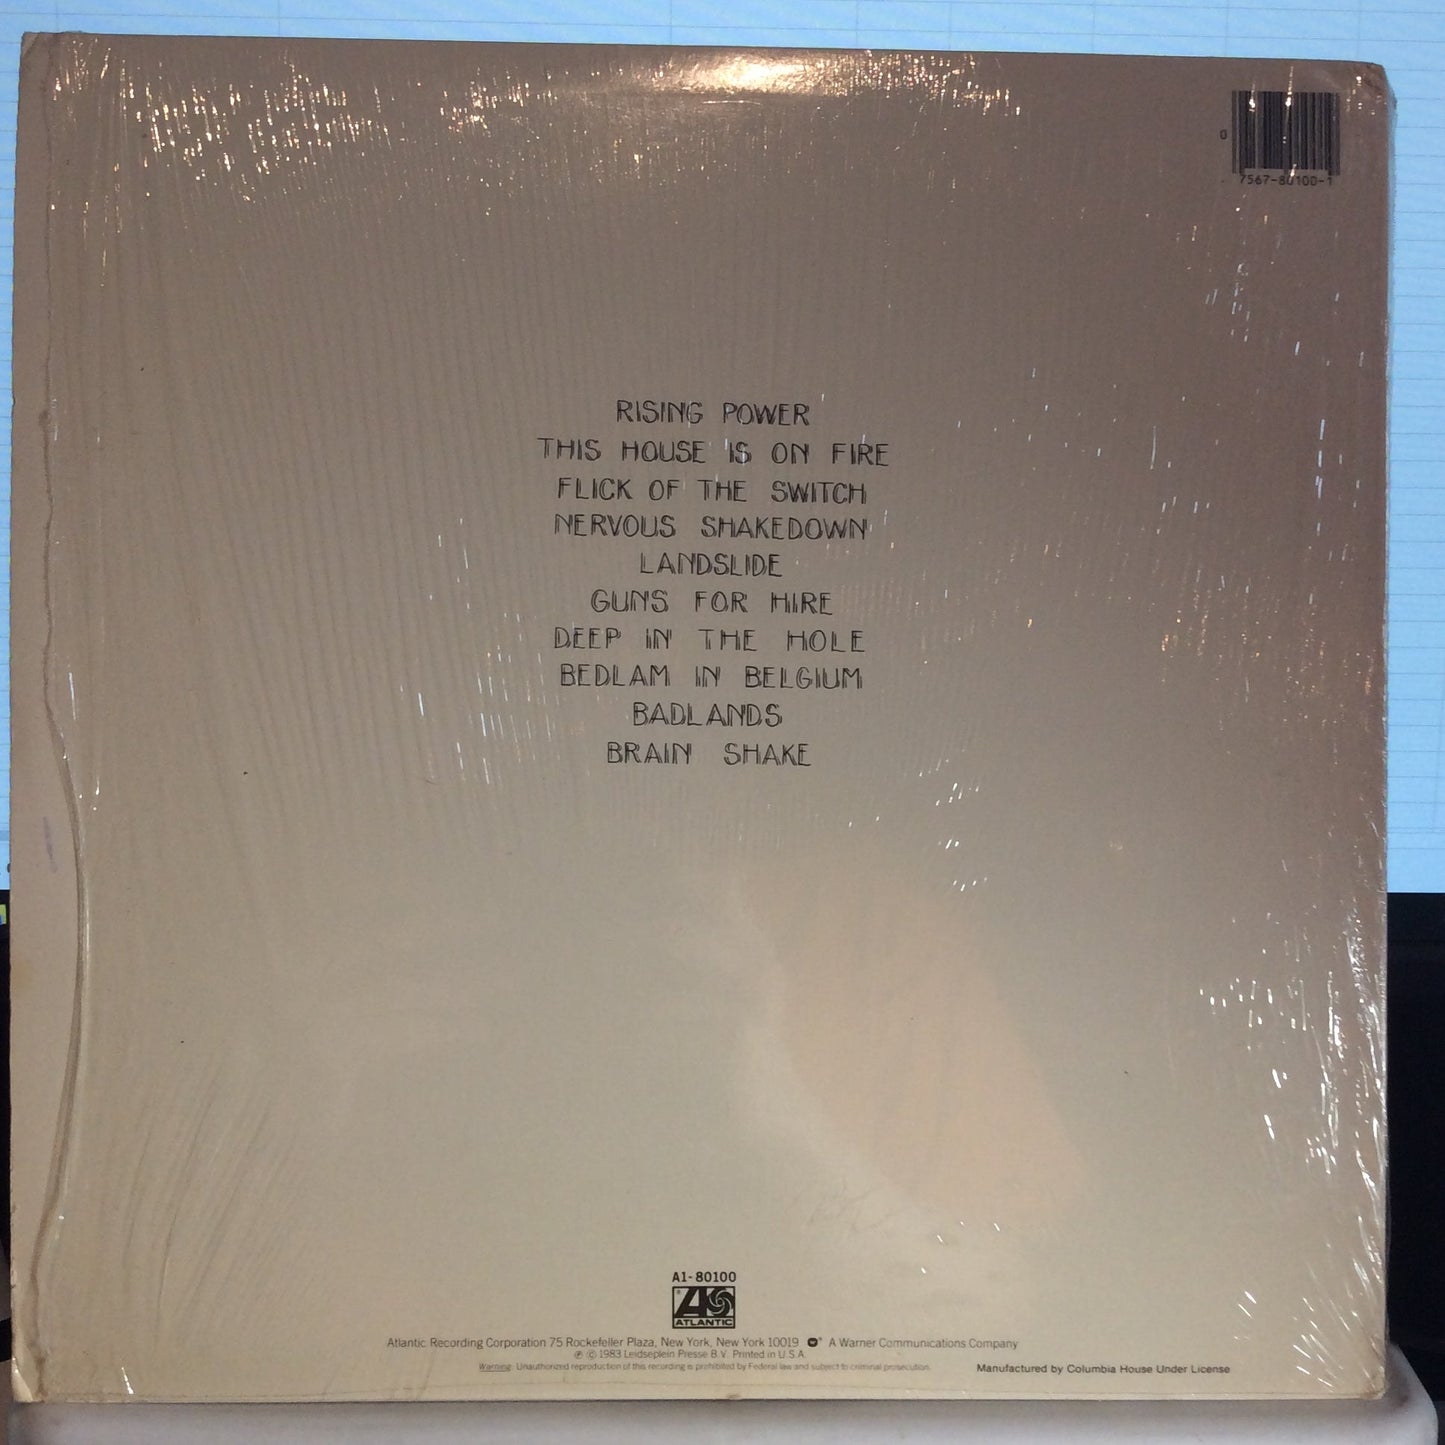 0
7567-80100-1
RISING POWER
THIS HOUSE IS ON FIRE
FLICK OF THE SWITCH
NERVOUS SHAKEDOWN
LANDSLIDE
GUNS FOR HIRE
DEEP IN THE HOLE
BEDLAM IN BELGIUM
BADLANDS
BRAIN SHAKE
A1-80100
ATLANTIC
Atlantic Recording Corporation 75 Rockefeller Plaza, New York, New York 10019 A Warner Communications Company
℗ © 1983 Leidseplein Presse B.V. Printed in U.S.A.
Warning: Unauthorized reproduction of this recording is prohibited by Federal law and subject to criminal prosecution.
Manufactured by Columbia House Under License